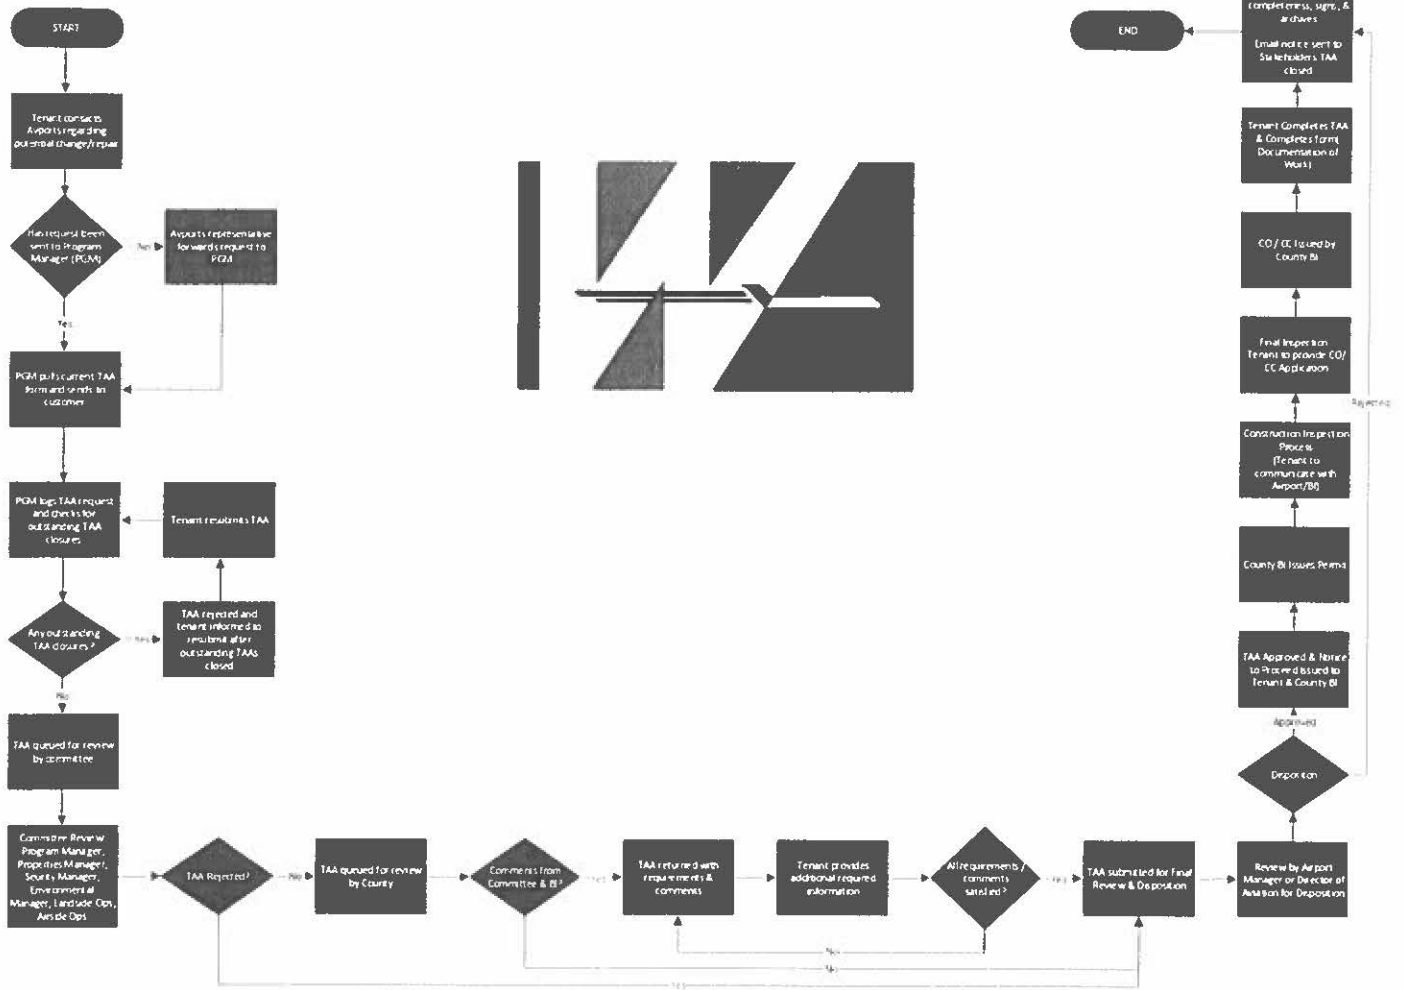 START
Tenant contacts
Avports regarding
potential change/repair
Has request been
sent to Program
Manager (PGM)
No
Avports representative
forwards request to
PGM
Yes
PGM pulls current TAA
form and sends to
customer
PGM logs TAA request
and checks for
outstanding TAA
closures
Tenant resubmits TAA
Any outstanding
TAA closures?
Yes
TAA rejected and
tenant informed to
resubmit after
outstanding TAAs
closed
No
TAA queued for review
by committee
Committee Review
Program Manager,
Properties Manager,
Security Manager,
Environmental
Manager, Landside Ops,
Airside Ops
TAA Rejected?
No
TAA queued for review
by County
Comments from
Committee & BI?
Yes
TAA returned with
requirements &
comments
Tenant provides
additional required
information
All requirements /
comments
satisfied?
Yes
TAA submitted for Final
Review & Disposition
No
No
Yes
Review by Airport
Manager or Director of
Aviation for Disposition
Disposition
Approved
Rejected
TAA Approved & Notice
to Proceed Issued to
Tenant & County BI
County BI Issues Permit
Construction Inspection
Process
(Tenant to
communicate with
Airport/BI)
Final Inspection
Tenant to provide CO/
CC Application
CO / CC Issued by
County BI
Tenant Completes TAA
& Completes form(
Documentation of
Work)
completeness, signs, &
archives
Email notice sent to
Stakeholders TAA
closed
END